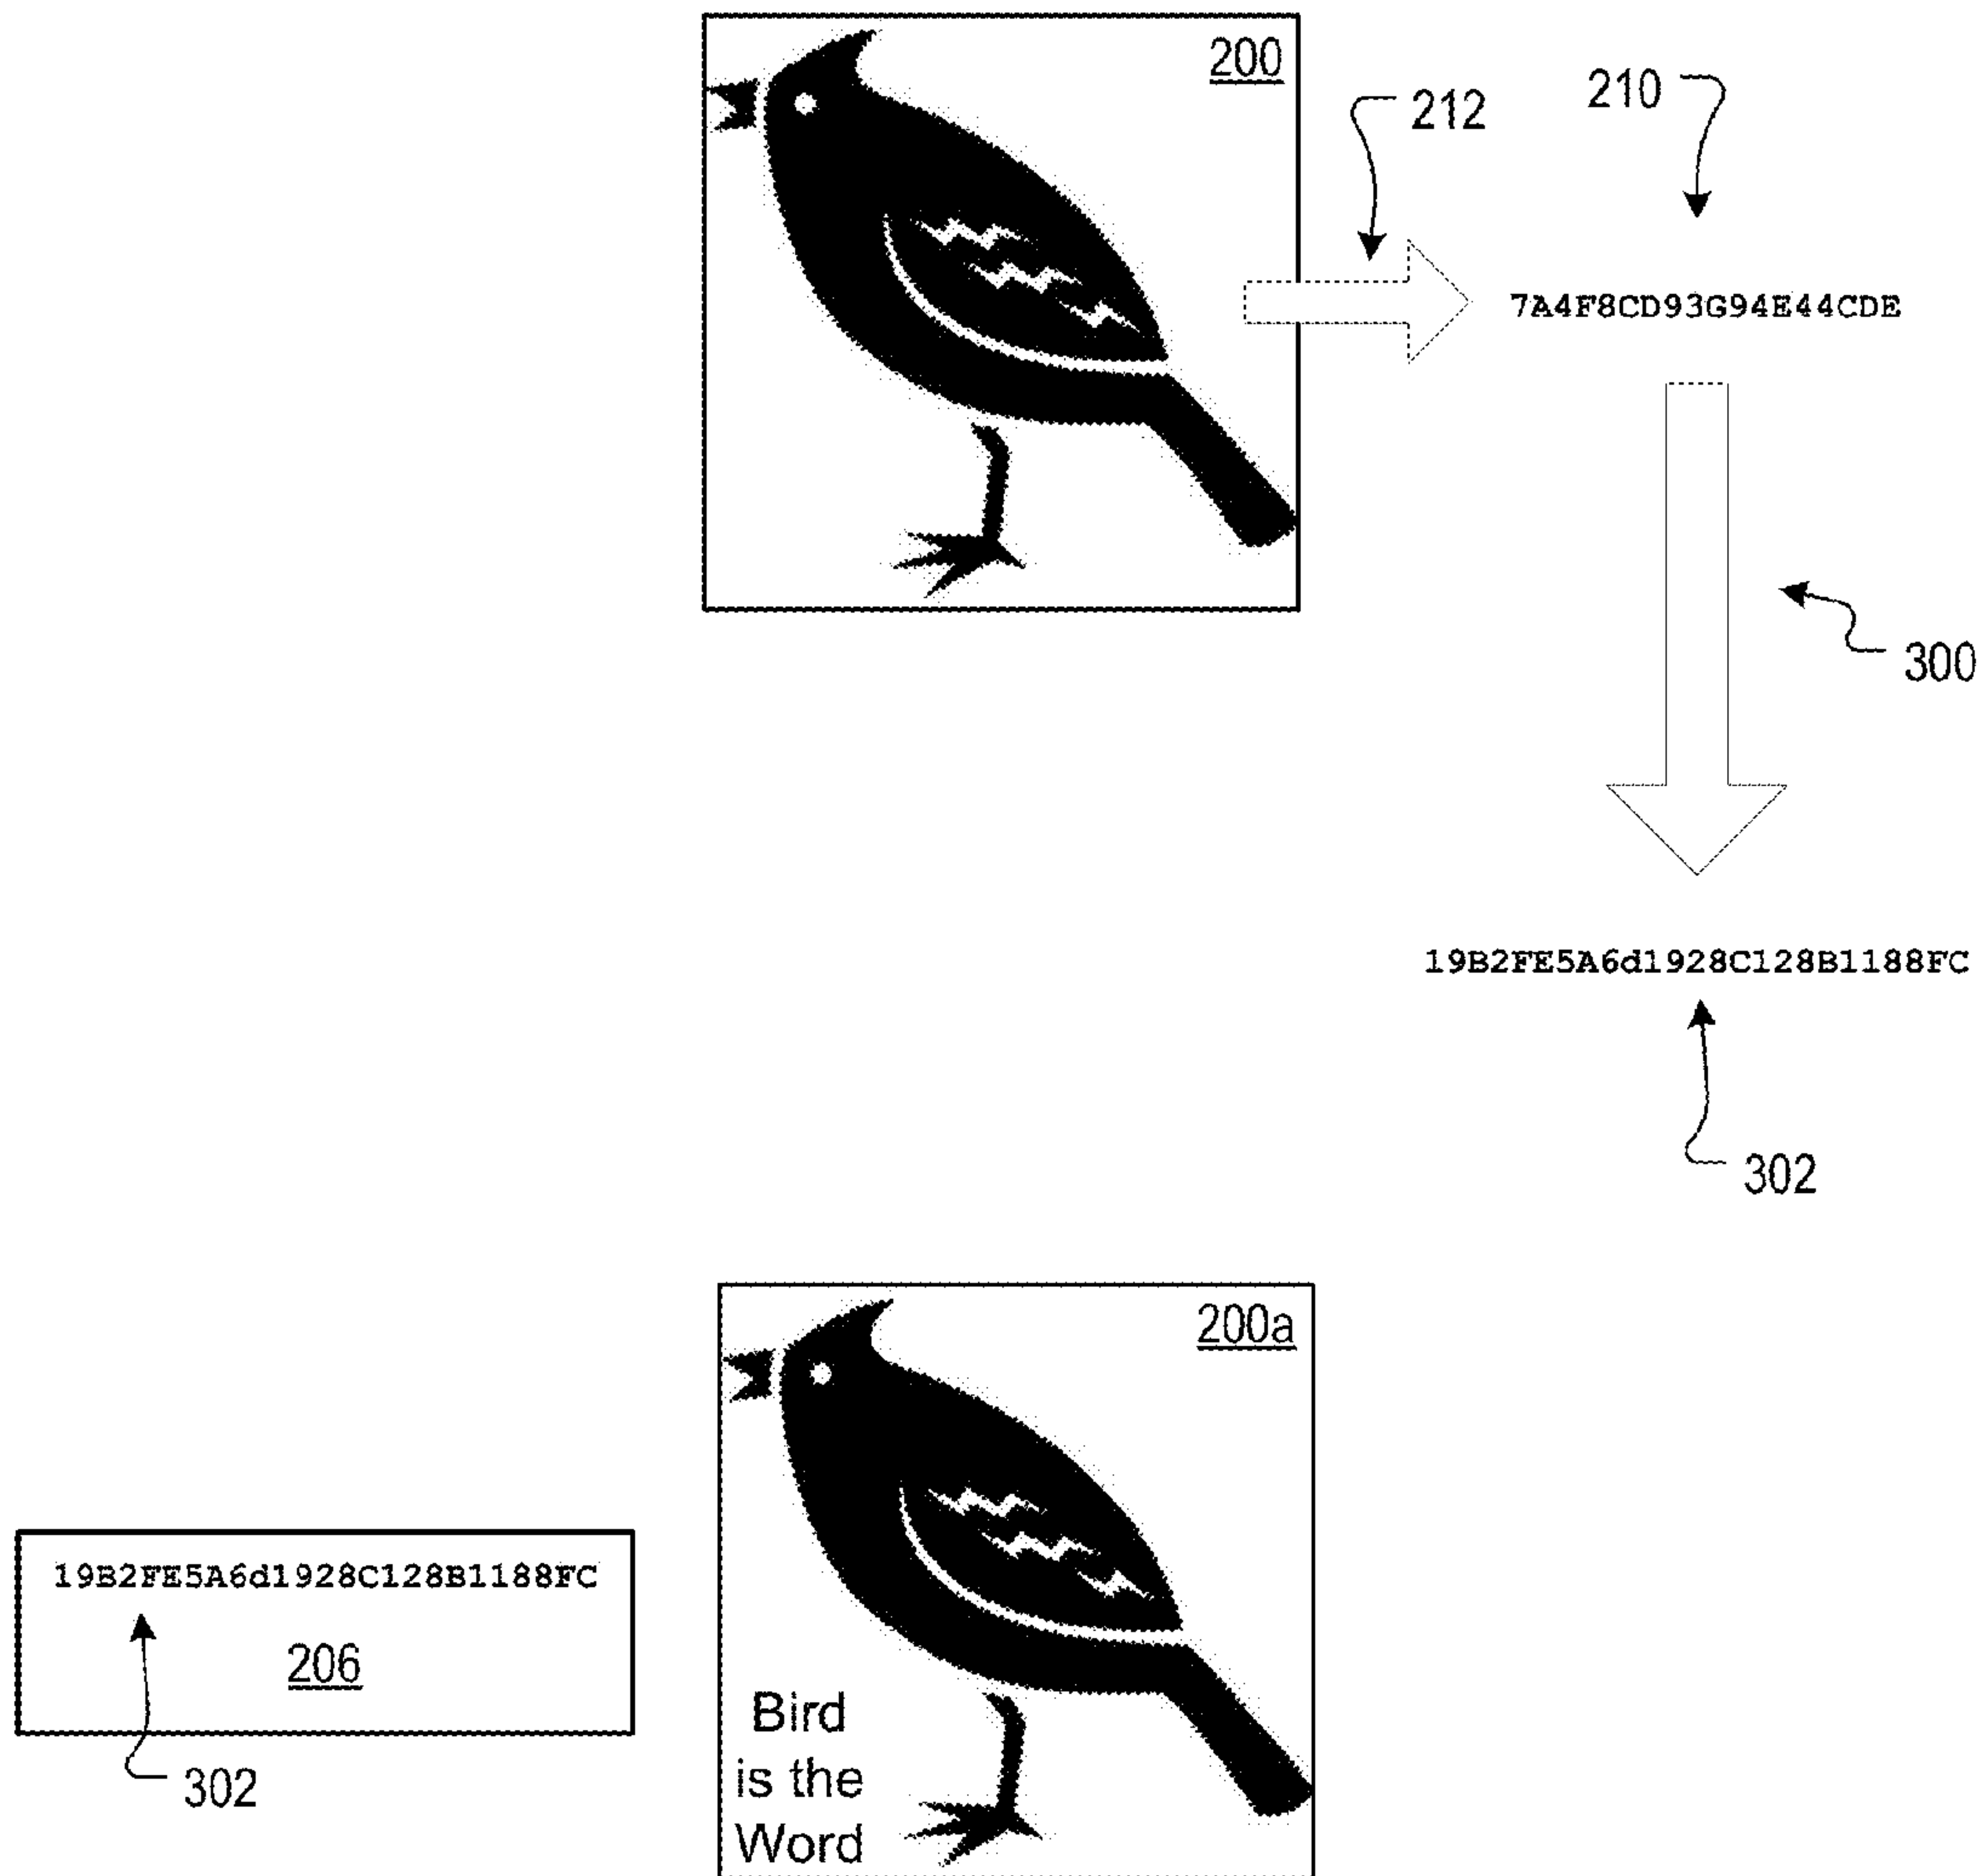 200
212
210
7A4F8CD93G94E44CDE
300
19B2FE5A6d1928C128B1188FC
302
200a
19B2FE5A6d1928C128B1188FC
206
302
Bird
is the
Word